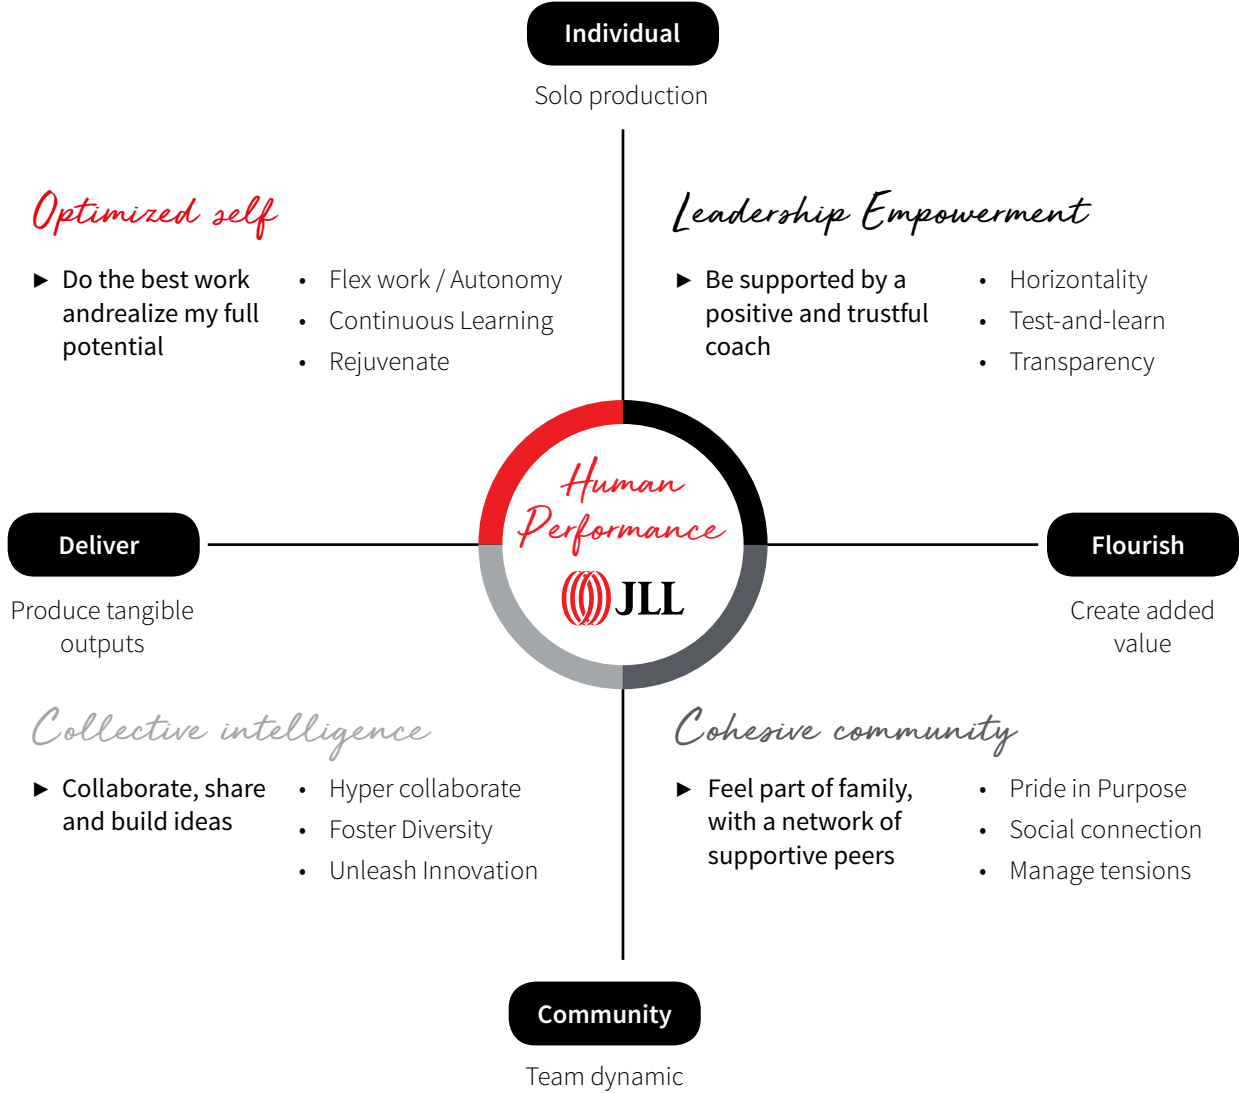 Individual
Solo production
Optimized self
► Do the best work
andrealize my full
potential
• Flex work / Autonomy
• Continuous Learning
• Rejuvenate
Leadership Empowerment
► Be supported by a
positive and trustful
coach
• Horizontality
• Test-and-learn
• Transparency
Human
Performance
JLL
Deliver
Produce tangible
outputs
Flourish
Create added
value
Collective intelligence
► Collaborate, share
and build ideas
• Hyper collaborate
• Foster Diversity
• Unleash Innovation
Cohesive community
► Feel part of family,
with a network of
supportive peers
• Pride in Purpose
• Social connection
• Manage tensions
Community
Team dynamic